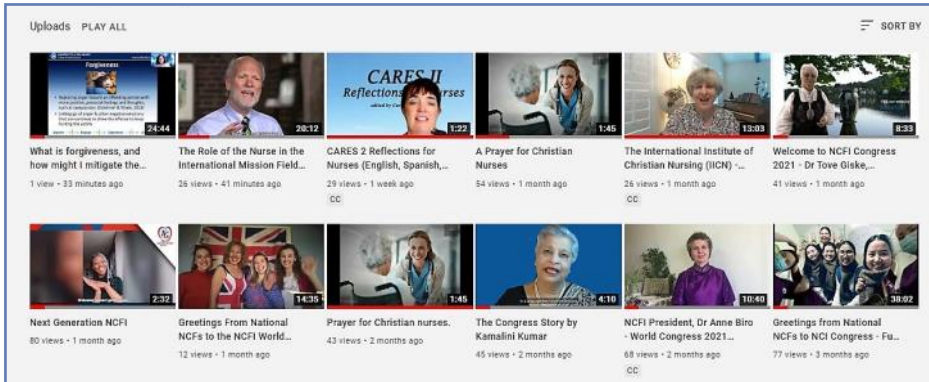 Uploads PLAY ALL
SORT BY
Forgiveness
24:44
20:12
CARES II
Reflections
1:22
1:45
13:03
8:33
What is forgiveness, and
how might I mitigate the...
1 view • 33 minutes ago
The Role of the Nurse in the
International Mission Field...
26 views • 41 minutes ago
CARES 2 Reflections for
Nurses (English, Spanish,...
29 views • 1 week ago
CC
A Prayer for Christian
Nurses
54 views • 1 month ago
The International Institute of
Christian Nursing (IICN) -...
26 views • 1 month ago
CC
Welcome to NCFI Congress
2021 - Dr Tove Giske,...
41 views • 1 month ago
2:32
14:35
1:45
4:10
10:40
38:02
Next Generation NCFI
80 views • 1 month ago
Greetings From National
NCFs to the NCFI World...
12 views • 1 month ago
Prayer for Christian nurses.
43 views • 2 months ago
The Congress Story by
Kamalini Kumar
45 views • 2 months ago
NCFI President, Dr Anne Biro
- World Congress 2021...
68 views • 2 months ago
CC
Greetings from National
NCFs to NCI Congress - Fu...
77 views • 3 months ago